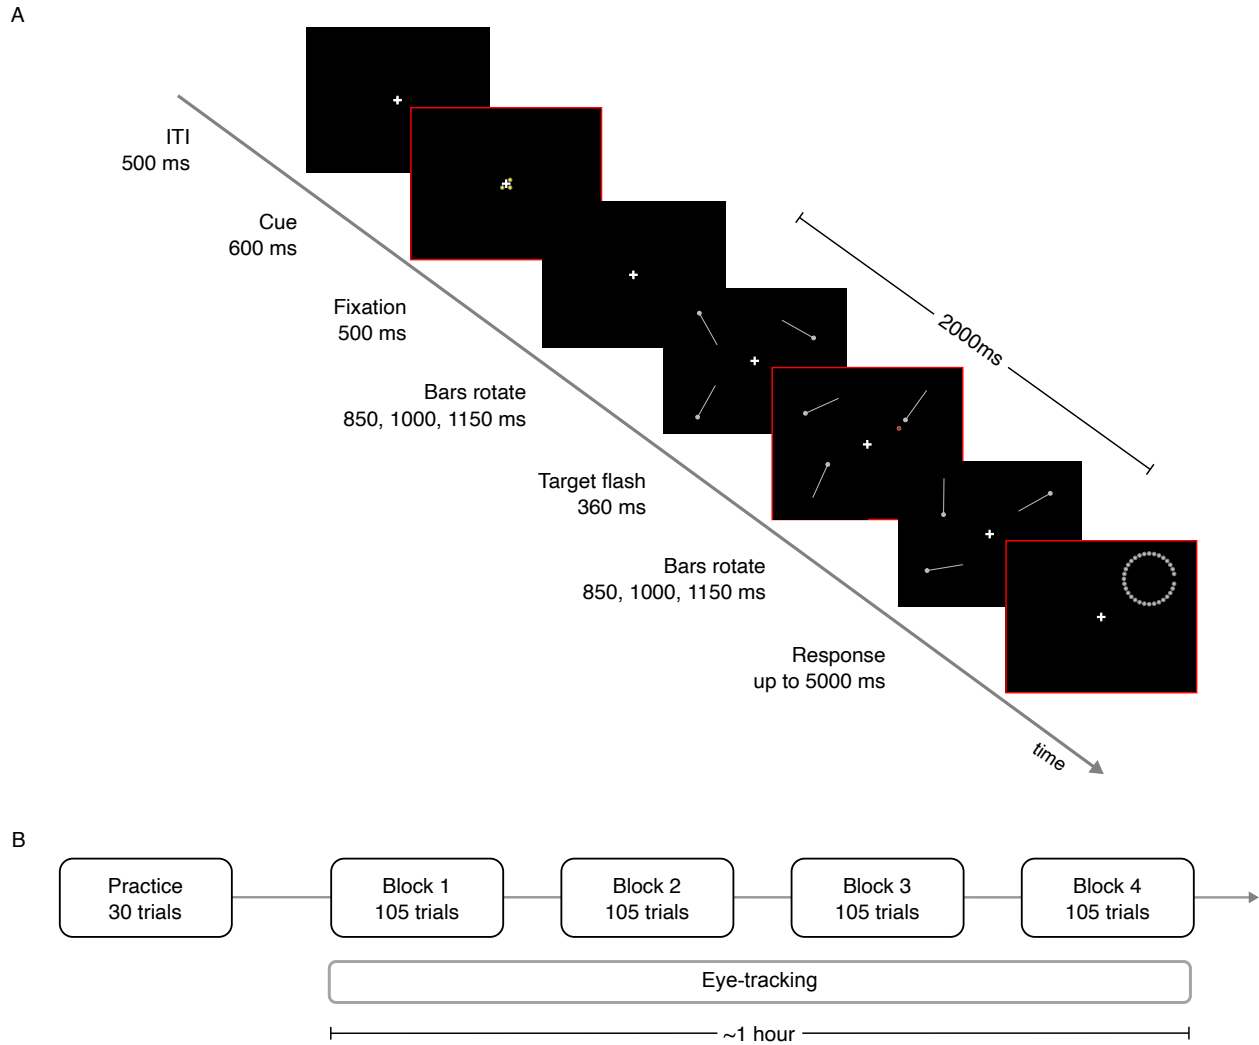 A
ITI
500 ms
Cue
600 ms
Fixation
500 ms
Bars rotate
850, 1000, 1150 ms
Target flash
360 ms
Bars rotate
850, 1000, 1150 ms
Response
up to 5000 ms
2000ms
time
B
Practice
30 trials
Block 1
105 trials
Block 2
105 trials
Block 3
105 trials
Block 4
105 trials
Eye-tracking
~1 hour